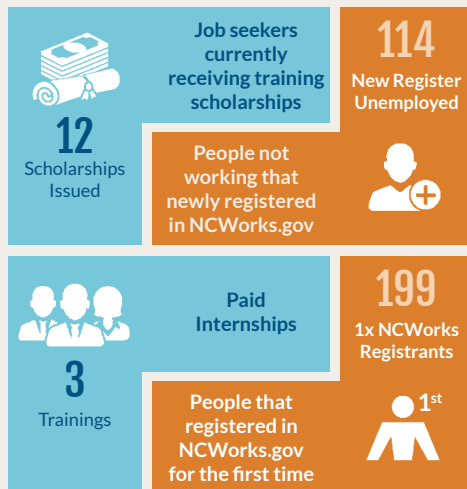 12
Scholarships
Issued
Job seekers
currently
receiving training
scholarships
114
New Register
Unemployed
People not
working that
newly registered
in NCWorks.gov
3
Trainings
Paid
Internships
199
1x NCWorks
Registrants
People that
registered in
NCWorks.gov
for the first time
1st